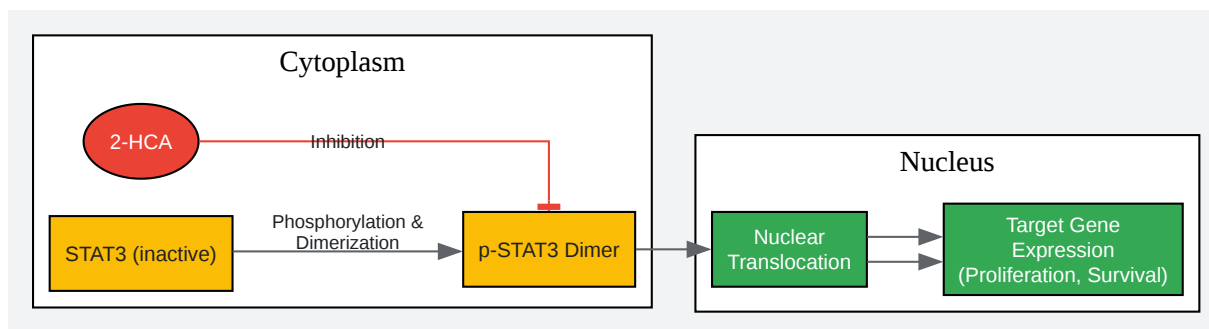 Cytoplasm
2-HCA
Inhibition
STAT3 (inactive)
Phosphorylation &
Dimerization
p-STAT3 Dimer
Nucleus
Nuclear
Translocation
Target Gene
Expression
(Proliferation, Survival)